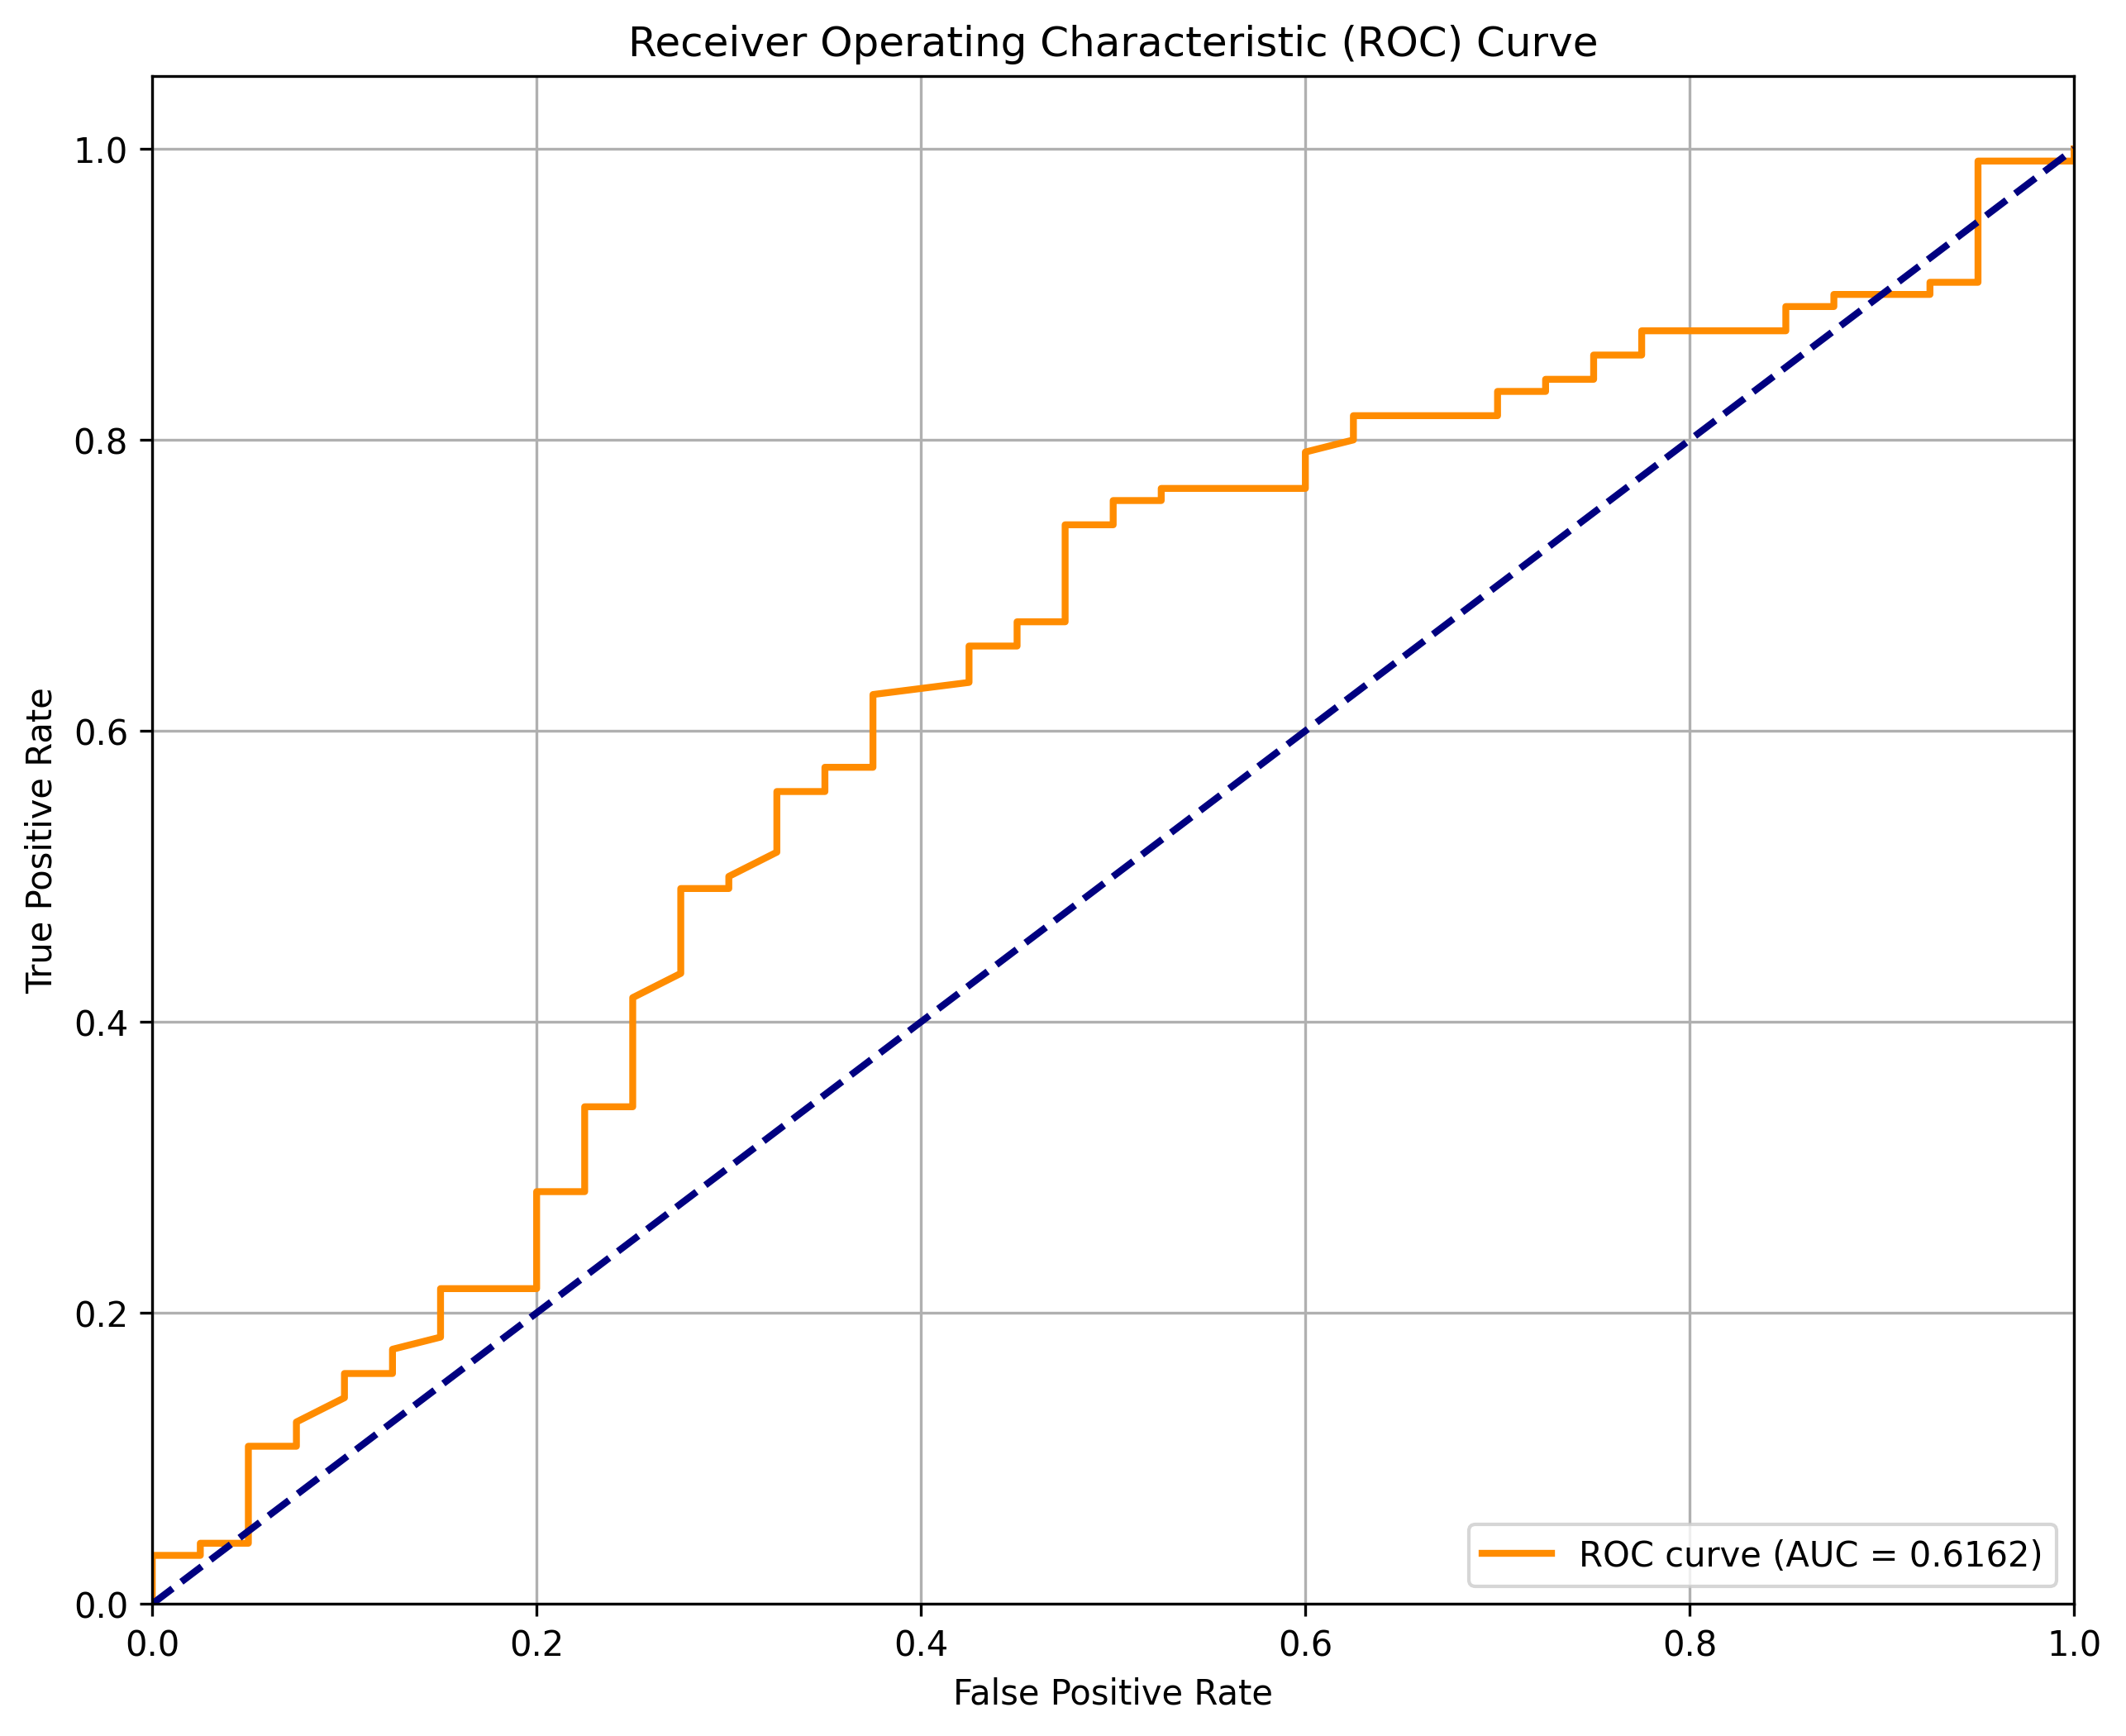 Receiver Operating Characteristic (ROC) Curve
True Positive Rate
1.0
0.8
0.6
0.4
0.2
0.0
0.0 0.2 0.4 0.6 0.8 1.0
False Positive Rate
ROC curve (AUC = 0.6162)